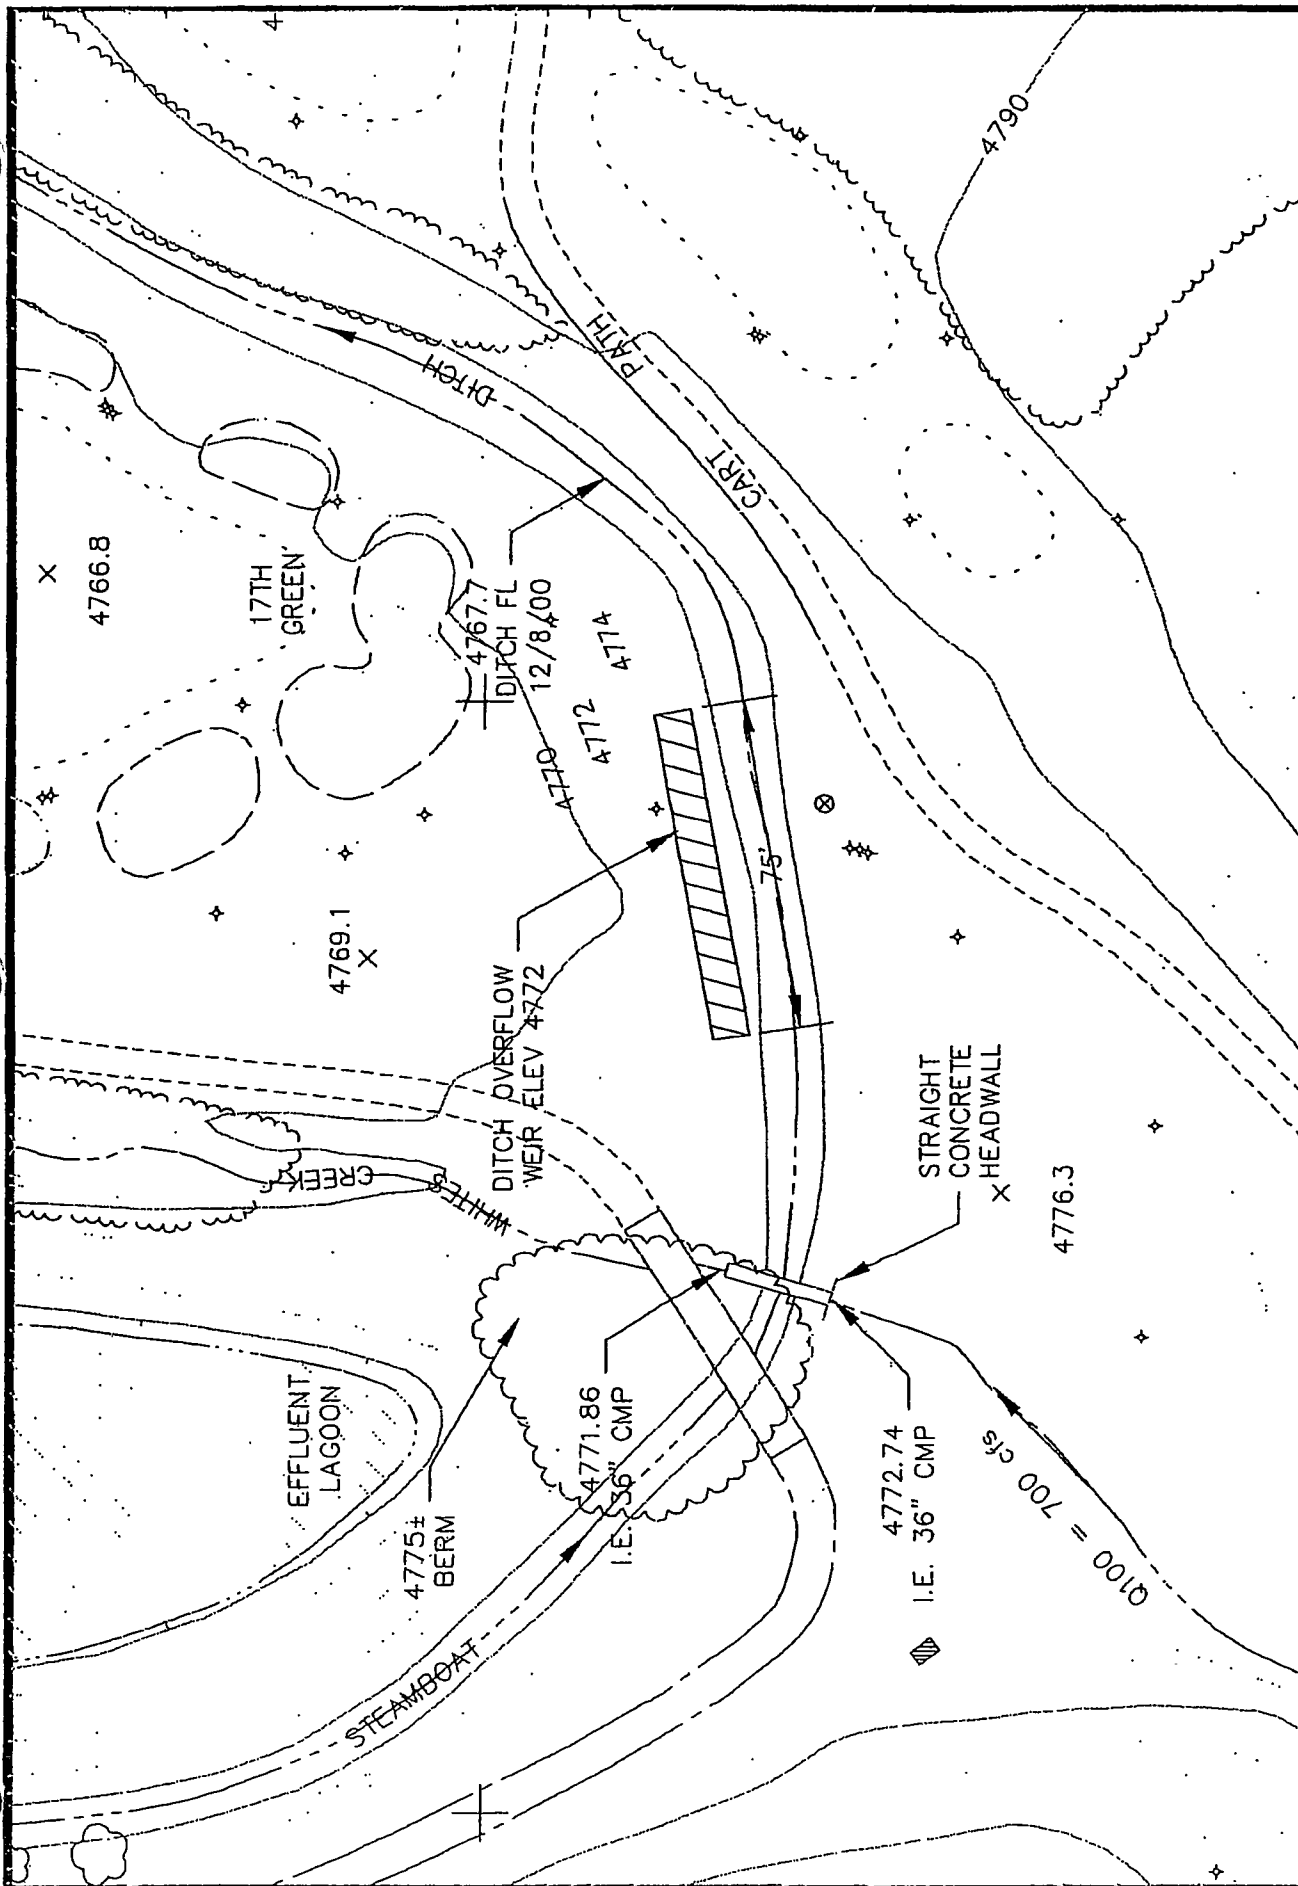 4766.8
17TH
GREEN
4769.1
4767.7
DITCH FL
12/8/00
4770
4772
4774
DITCH
CART PATH
4790
DITCH OVERFLOW
WEIR ELEV 4772
75'
WHITES CREEK
EFFLUENT
LAGOON
4775±
BERM
4771.86
I.E. 36" CMP
STRAIGHT
CONCRETE
HEADWALL
4776.3
4772.74
I.E. 36" CMP
Q100 = 700 cfs
STEAMBOAT